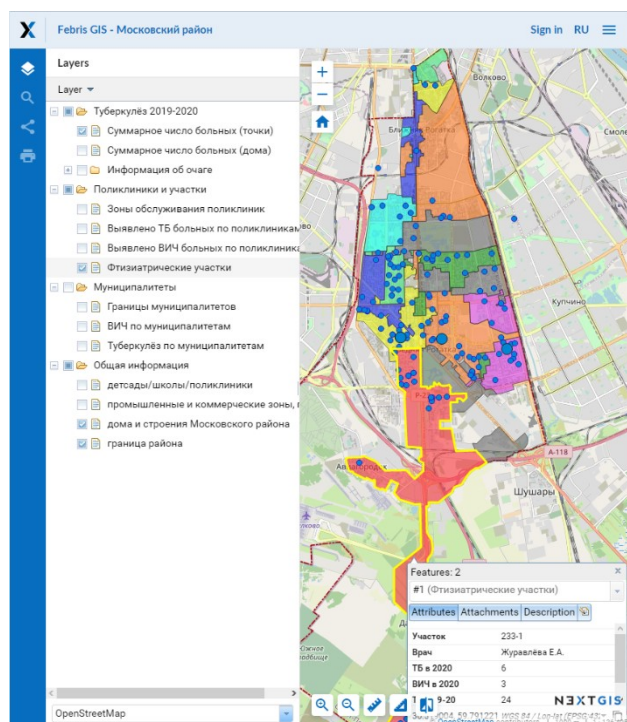 Febris GIS - Московский район
Sign in RU
Layers
Layer
Туберкулёз 2019-2020
Суммарное число больных (точки)
Суммарное число больных (дома)
Информация об очаге
Поликлиники и участки
Зоны обслуживания поликлиник
Выявлено ТБ больных по поликлиникам
Выявлено ВИЧ больных по поликлиника
Фтизиатрические участки
Муниципалитеты
Границы муниципалитетов
ВИЧ по муниципалитетам
Туберкулёз по муниципалитетам
Общая информация
детсады/школы/поликлиники
промышленные и коммерческие зоны,
дома и строения Московского района
граница района
OpenStreetMap
Волково
Купчино
А-118
Шушары
Features: 2
#1 (Фтизиатрические участки)
Attributes Attachments Description
Участок 233-1
Врач Журавлёва Е.А.
ТБ в 2020 6
ВИЧ в 2020 3
9-20 24
NEXTGIS